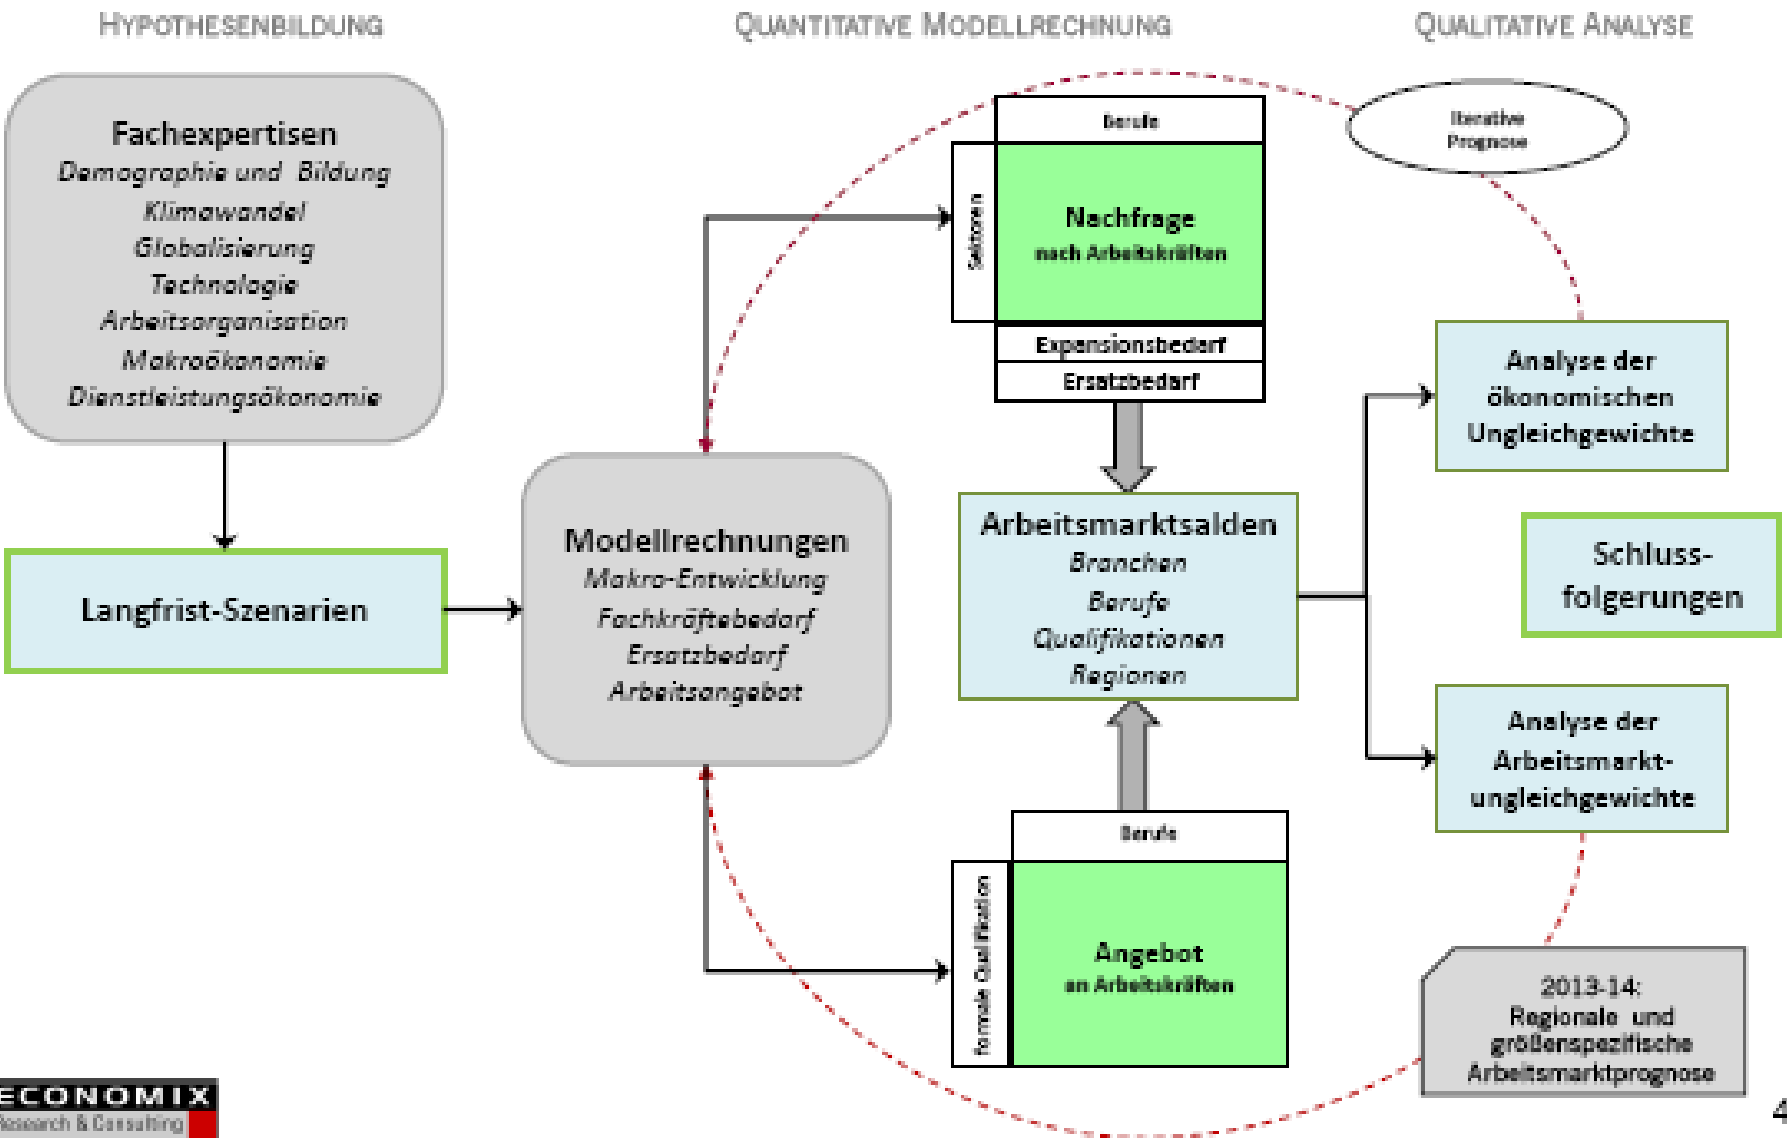 HYPOTHESENBILDUNG
QUANTITATIVE MODELLRECHNUNG
QUALITATIVE ANALYSE
Fachexpertisen
Demographie und Bildung
Klimawandel
Globalisierung
Technologie
Arbeitsorganisation
Makroökonomie
Dienstleistungsökonomie
Langfrist-Szenarien
Modellrechnungen
Makro-Entwicklung
Fachkräftebedarf
Ersatzbedarf
Arbeitsangebot
Berufe
Sektoren
Nachfrage
nach Arbeitskräften
Expansionsbedarf
Ersatzbedarf
Arbeitsmarktsalden
Branchen
Berufe
Qualifikationen
Regionen
Berufe
formale Qualifikation
Angebot
an Arbeitskräften
Iterative
Prognose
Analyse der
ökonomischen
Ungleichgewichte
Schluss-
folgerungen
Analyse der
Arbeitsmarkt-
ungleichgewichte
2013-14:
Regionale und
größenspezifische
Arbeitsmarktprognose
ECONOMIX
Research & Consulting
4